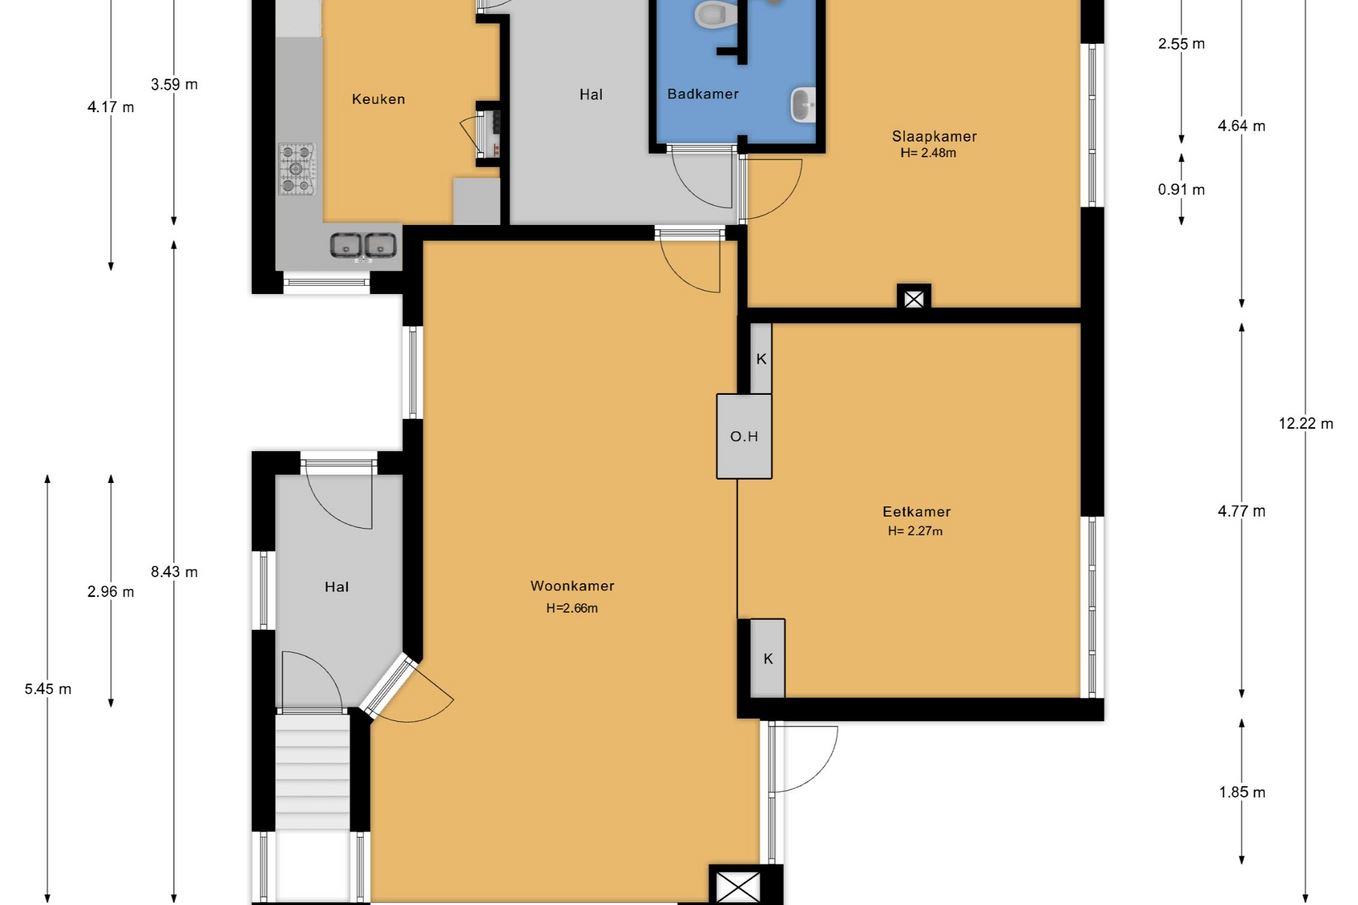 2.55 m
3.59 m
Keuken
Hal
Badkamer
4.17 m
4.64 m
Slaapkamer
H= 2.48m
0.91 m
K
12.22 m
O.H
4.77 m
Eetkamer
H= 2.27m
8.43 m
Woonkamer
H=2.66m
Hal
2.96 m
K
5.45 m
1.85 m